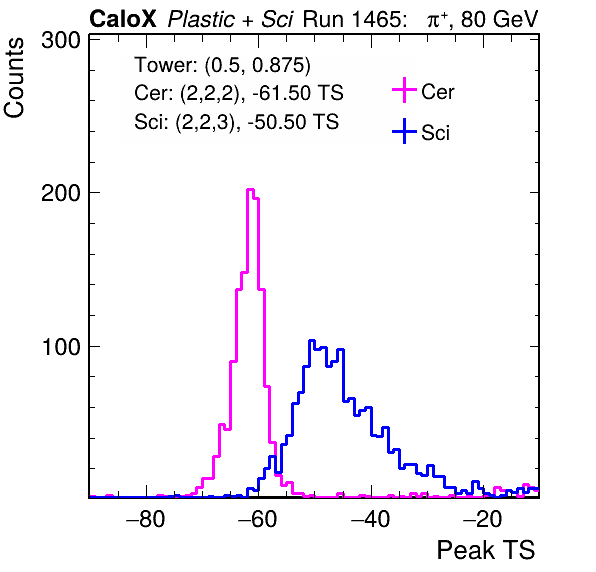 CaloX Plastic + Sci Run 1465: π⁺, 80 GeV
Counts
300
200
100
Tower: (0.5, 0.875)
Cer: (2,2,2), -61.50 TS
Sci: (2,2,3), -50.50 TS
Cer
Sci
−80 −60 −40 −20
Peak TS